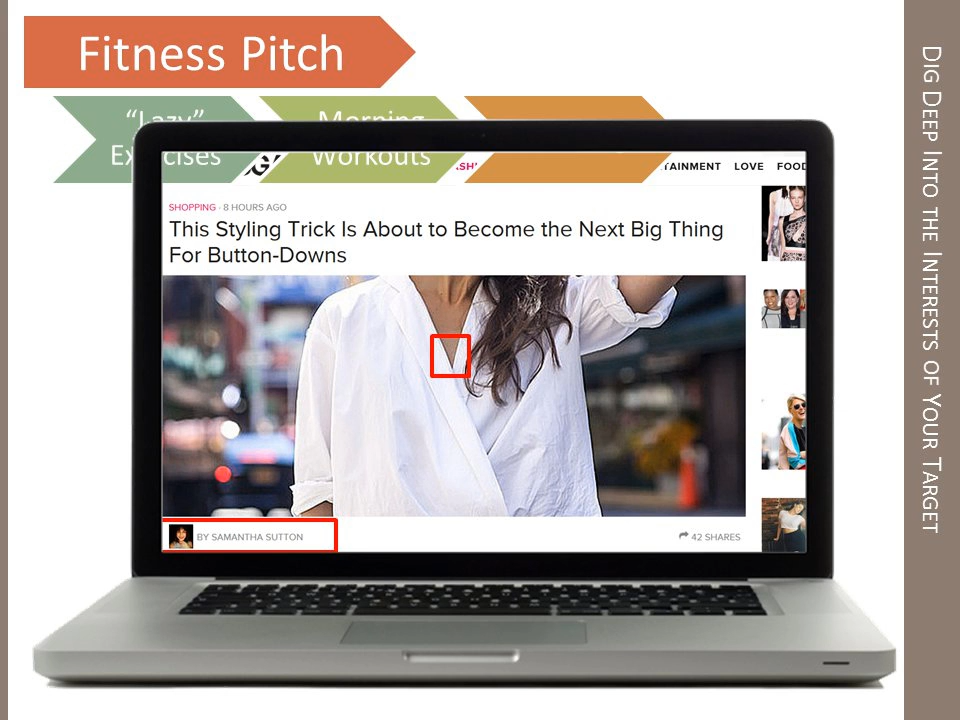 Fitness Pitch
"Lazy" Morning
Exercises Workouts
TAINMENT LOVE FOOD
SHOPPING · 8 HOURS AGO
This Styling Trick Is About to Become the Next Big Thing
For Button-Downs
BY SAMANTHA SUTTON
42 SHARES
DIG DEEP INTO THE INTERESTS OF YOUR TARGET